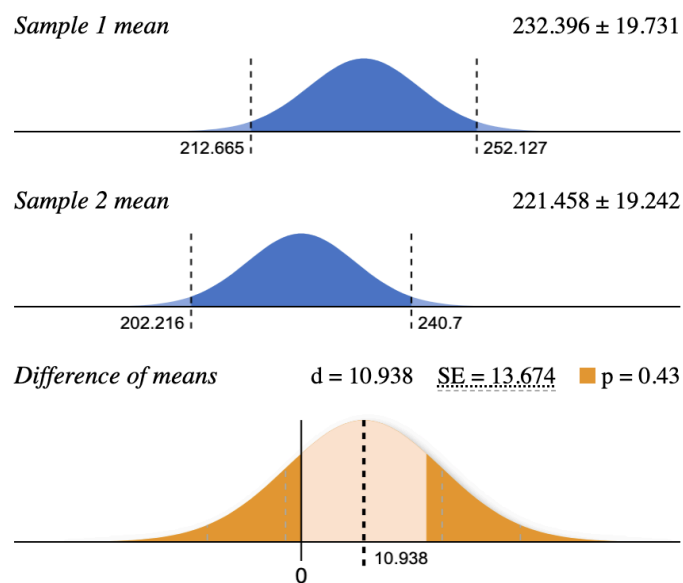 Sample 1 mean 232.396 ± 19.731
212.665 252.127
Sample 2 mean 221.458 ± 19.242
202.216 240.7
Difference of means d = 10.938 SE = 13.674 p = 0.43
10.938
0